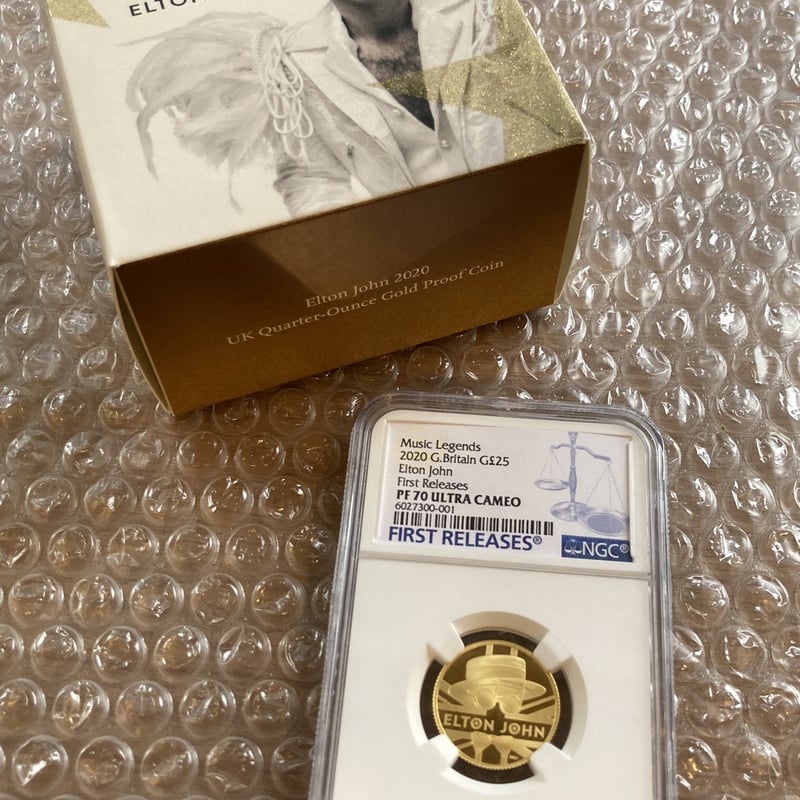 ELTON
Elton John 2020
UK Quarter-Ounce Gold Proof Coin
Music Legends
2020 G.Britain G£25
Elton John
First Releases
PF 70 ULTRA CAMEO
6027300-001
FIRST RELEASES®
NGC®
ELTON JOHN